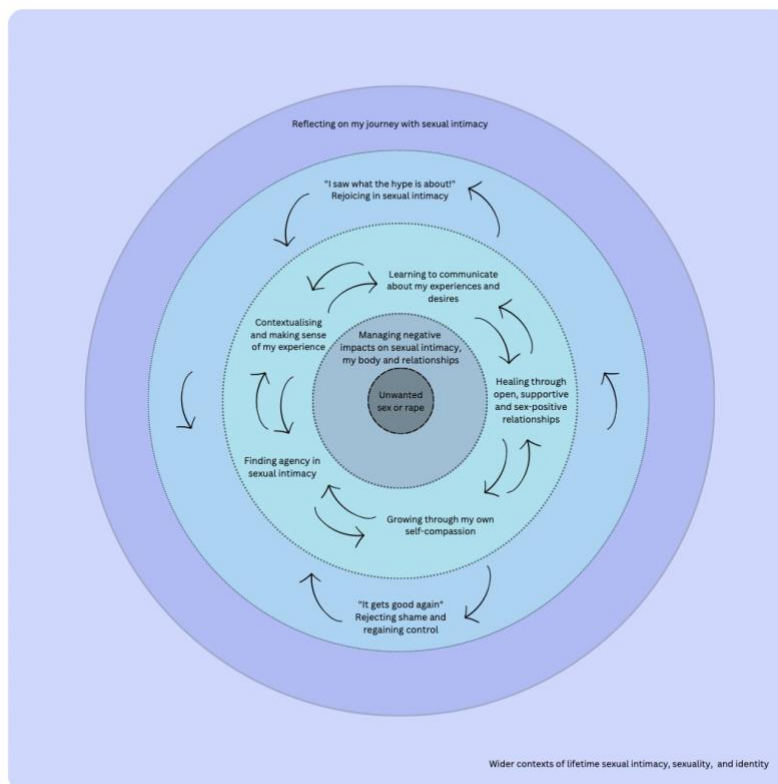 Reflecting on my journey with sexual intimacy
"I saw what the hype is about!"
Rejoicing in sexual intimacy
Learning to communicate
about my experiences and
desires
Contextualising
and making sense
of my experience
Managing negative
impacts on sexual intimacy,
my body and relationships
Unwanted
sex or rape
Healing through
open, supportive
and sex-positive
relationships
Finding agency in
sexual intimacy
Growing through my own
self-compassion
"It gets good again"
Rejecting shame and
regaining control
Wider contexts of lifetime sexual intimacy, sexuality, and identity